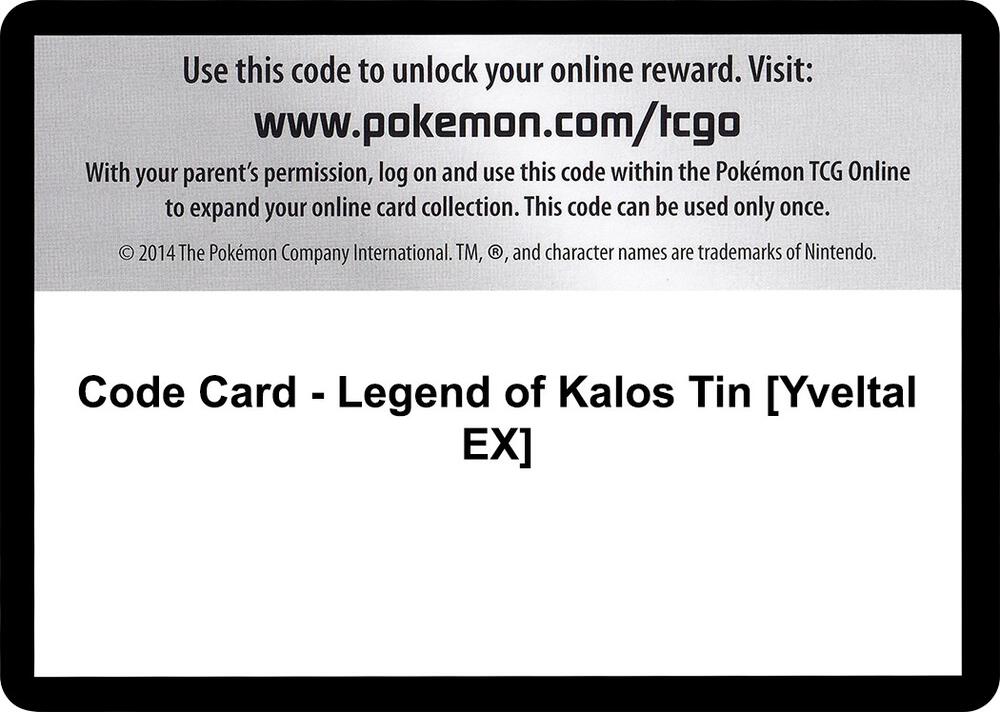 Use this code to unlock your online reward. Visit:
www.pokemon.com/tcgo
With your parent's permission, log on and use this code within the Pokémon TCG Online
to expand your online card collection. This code can be used only once.
© 2014 The Pokémon Company International. TM, ®, and character names are trademarks of Nintendo.
Code Card - Legend of Kalos Tin [Yveltal
EX]